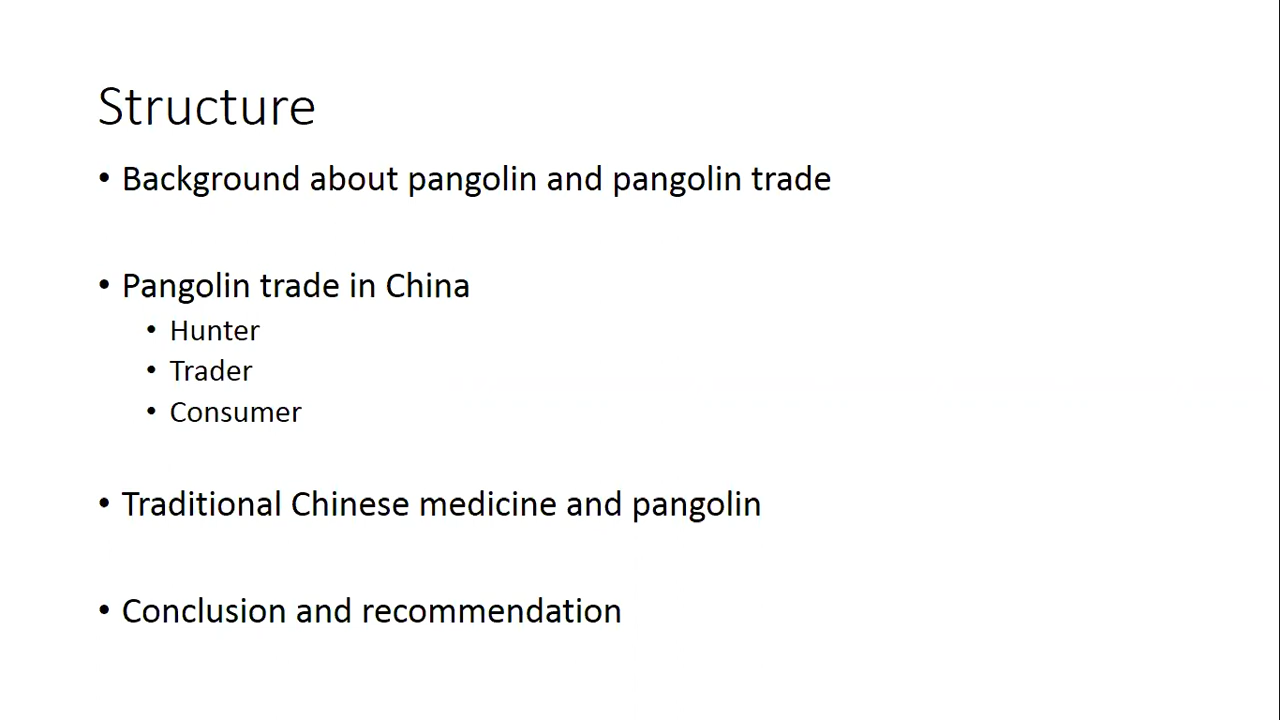 Structure
• Background about pangolin and pangolin trade
• Pangolin trade in China
• Hunter
• Trader
• Consumer
• Traditional Chinese medicine and pangolin
• Conclusion and recommendation